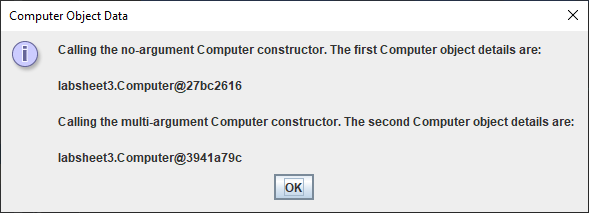 Computer Object Data
Calling the no-argument Computer constructor. The first Computer object details are:
labsheet3.Computer@27bc2616
Calling the multi-argument Computer constructor. The second Computer object details are:
labsheet3.Computer@3941a79c
OK